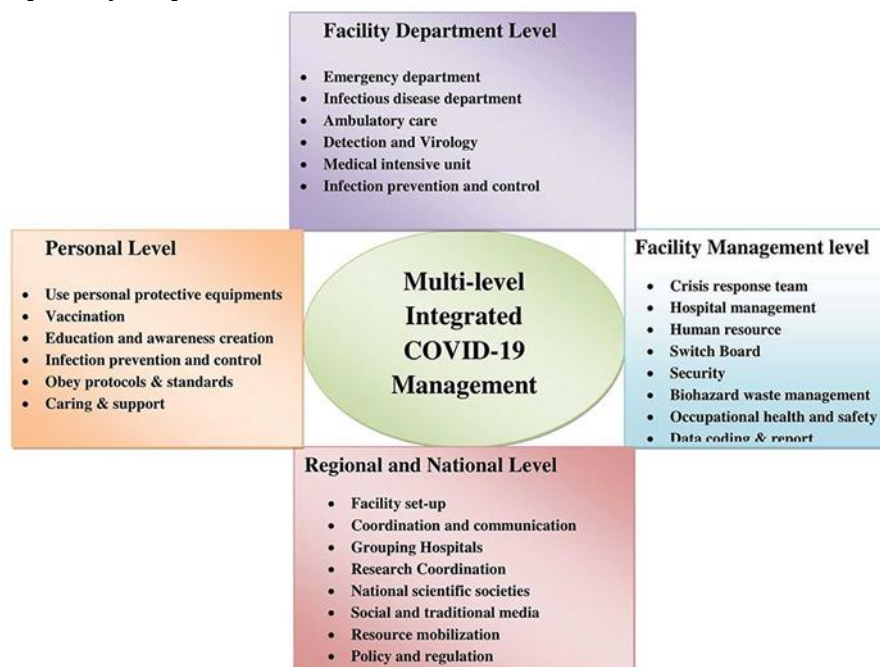 Facility Department Level
• Emergency department
• Infectious disease department
• Ambulatory care
• Detection and Virology
• Medical intensive unit
• Infection prevention and control
Personal Level
• Use personal protective equipments
• Vaccination
• Education and awareness creation
• Infection prevention and control
• Obey protocols & standards
• Caring & support
Multi-level
Integrated
COVID-19
Management
Facility Management level
• Crisis response team
• Hospital management
• Human resource
• Switch Board
• Security
• Biohazard waste management
• Occupational health and safety
• Data coding & report
Regional and National Level
• Facility set-up
• Coordination and communication
• Grouping Hospitals
• Research Coordination
• National scientific societies
• Social and traditional media
• Resource mobilization
• Policy and regulation